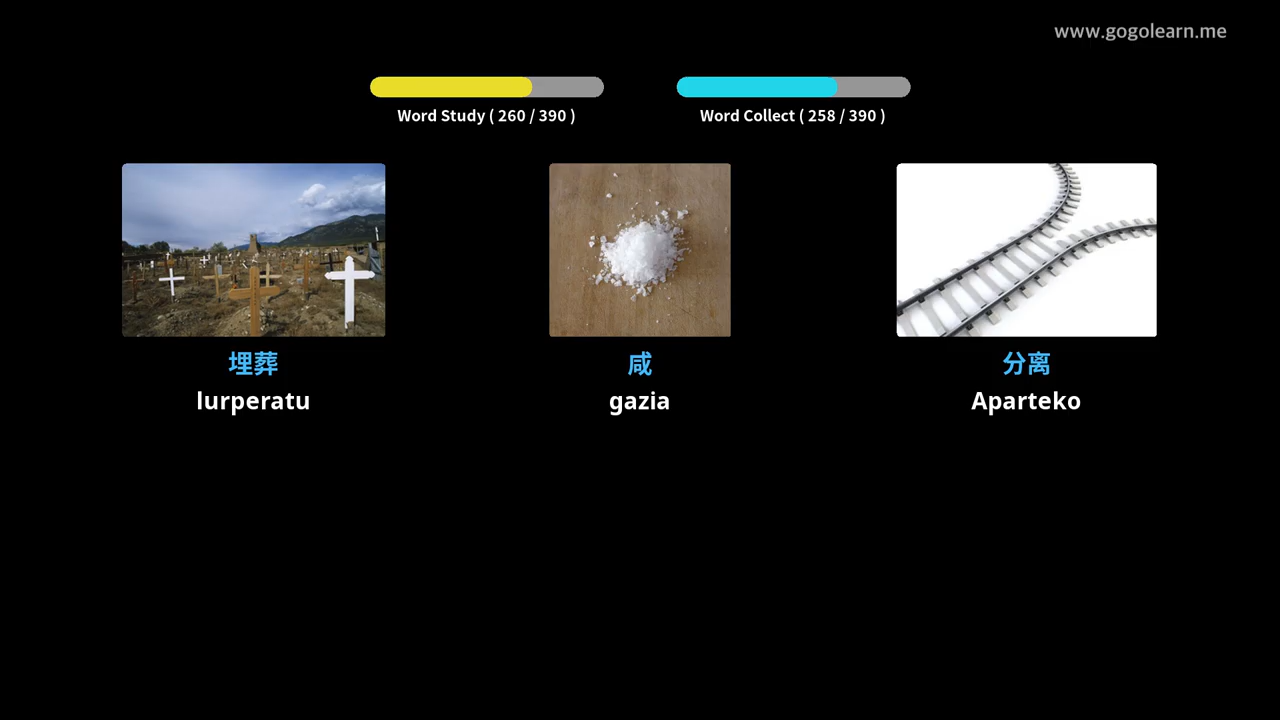 www.gogolearn.me
Word Study ( 260 / 390 )
Word Collect ( 258 / 390 )
埋葬
lurperatu
咸
gazia
分离
Aparteko